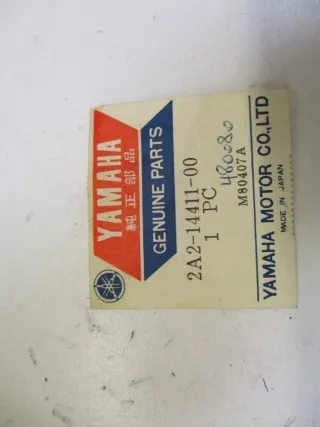 YAMAHA
純正部品
GENUINE PARTS
2A2-14411-00
1 PC
480080
M80407A
YAMAHA MOTOR CO.,LTD
MADE IN JAPAN